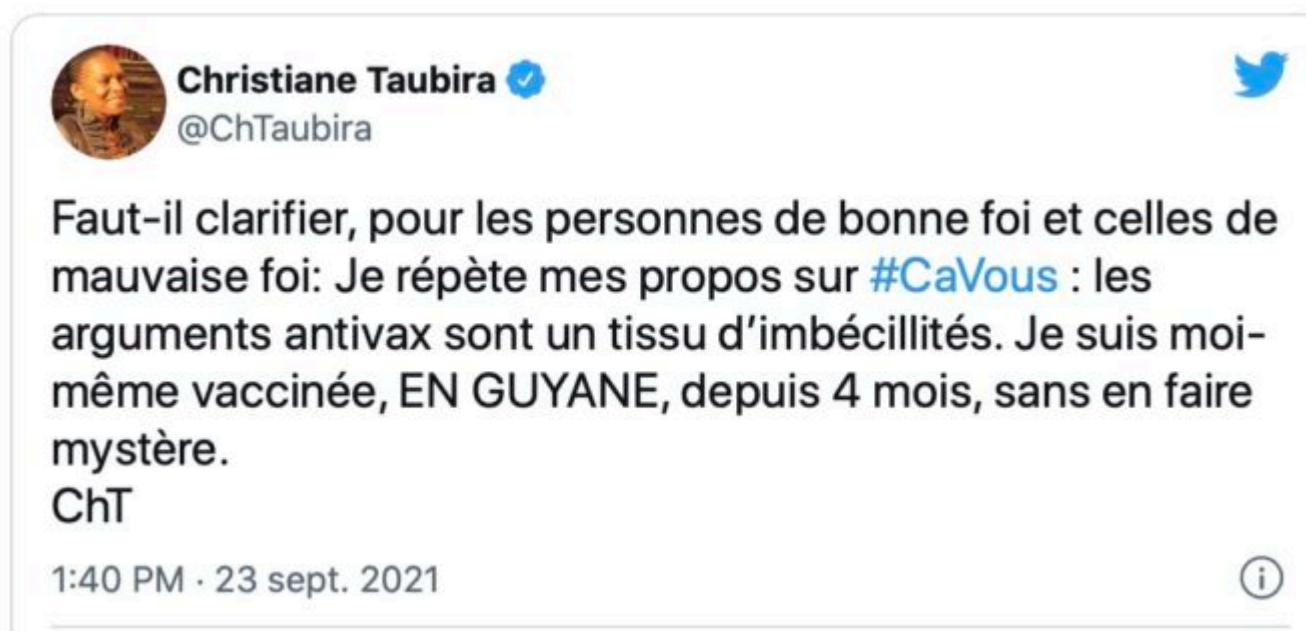 Christiane Taubira
@ChTaubira
Faut-il clarifier, pour les personnes de bonne foi et celles de
mauvaise foi: Je répète mes propos sur #CaVous : les
arguments antivax sont un tissu d’imbécillités. Je suis moi-
même vaccinée, EN GUYANE, depuis 4 mois, sans en faire
mystère.
ChT
1:40 PM · 23 sept. 2021